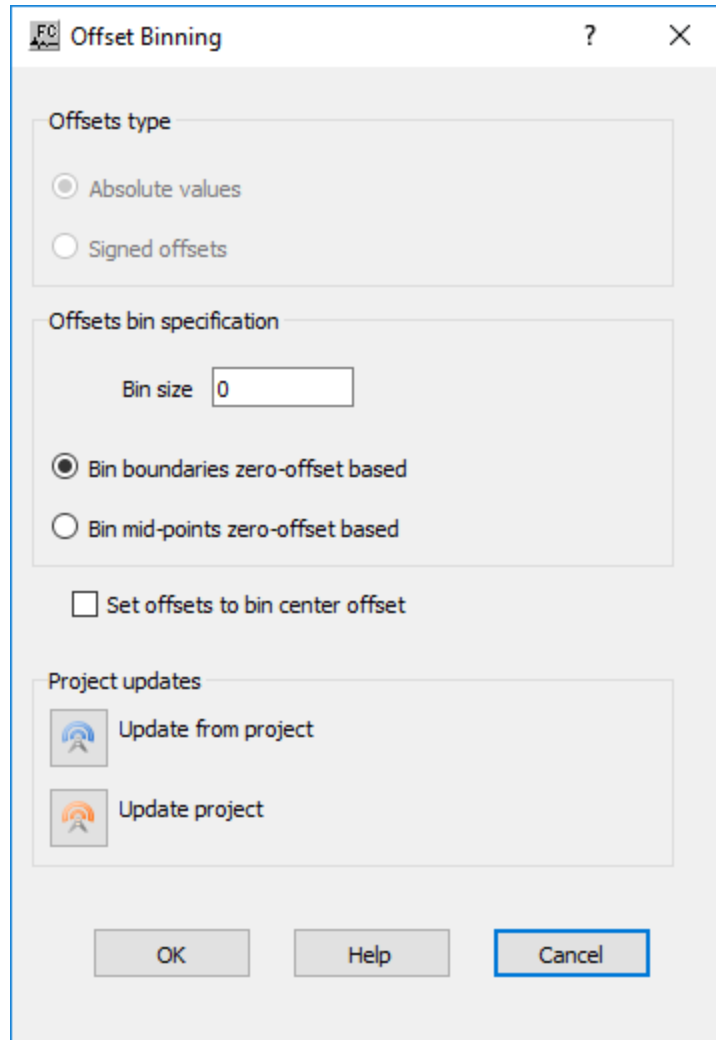 FC Offset Binning ?
Offsets type
Absolute values
Signed offsets
Offsets bin specification
Bin size 0
Bin boundaries zero-offset based
Bin mid-points zero-offset based
Set offsets to bin center offset
Project updates
Update from project
Update project
OK Help Cancel